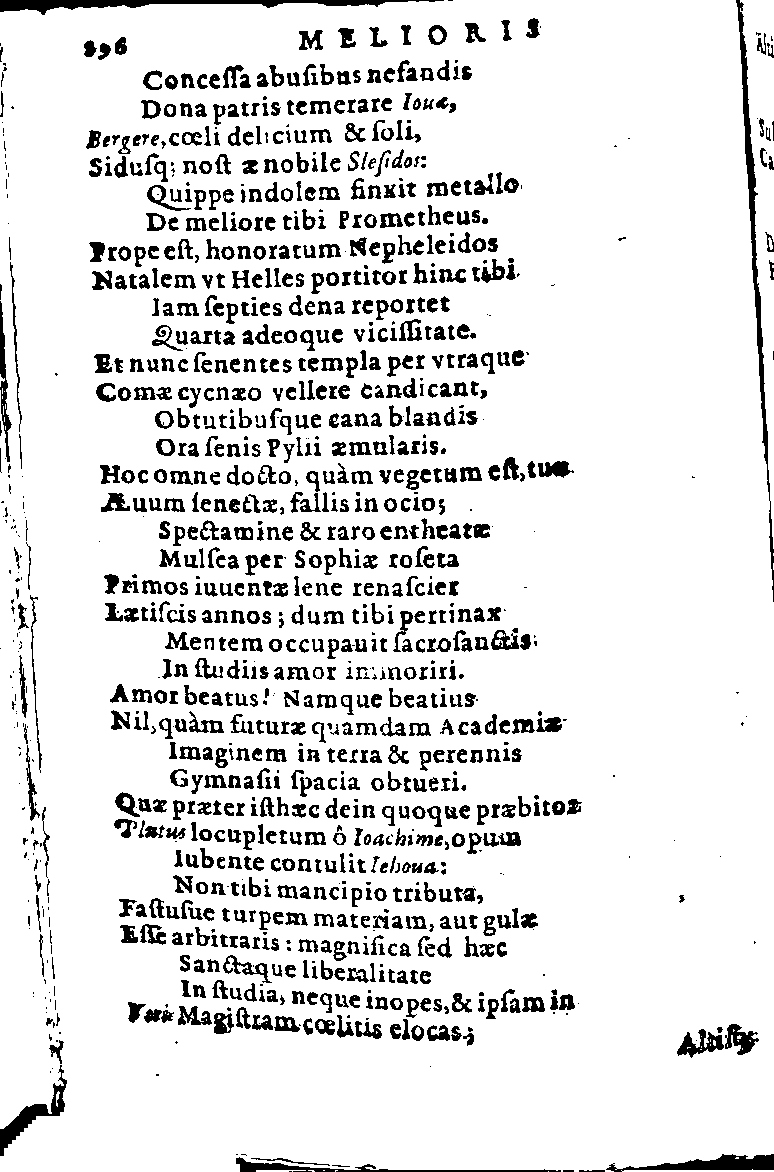 896 MELIORIS
Conceſſa abuſibus nefandis
Dona patris temerare Iouæ,
Bergere, cœli delicium & ſoli,
Siduſq; noſtæ nobile Sleſidos:
Quippe indolem finxit metallo
De meliore tibi Prometheus.
Prope eſt, honoratum Nepheleidos
Natalem vt Helles portitor hinc tibi
Iam ſepties dena reportet
Quarta adeoque viciſſitate.
Et nunc ſenentes templa per vtraque
Comæ cycnæo vellere candicant,
Obtutibuſque cana blandis
Ora ſenis Pylii æmularis.
Hoc omne docto, quàm vegetum eſt, tuæ
Æuum ſenectæ, fallis in ocio;
Spectamine & raro entheatæ
Mulſea per Sophiæ roſeta
Primos iuuentæ lene renaſcier
Lætiſcis annos; dum tibi pertinax
Mentem occupauit ſacroſanctis
In ſtudiis amor immoriri.
Amor beatus! Namque beatius
Nil, quàm futuræ quamdam Academiæ
Imaginem in terra & perennis
Gymnaſii ſpacia obtueri.
Quæ præter iſthæc dein quoque præbitor
Plutus locupletum ô Ioachime, opum
Iubente contulit Iehoua:
Non tibi mancipio tributa,
Faſtuſue turpem materiam, aut gulæ
Eſſe arbitraris: magnifica ſed hæc
Sanctaque liberalitate
In ſtudia, neque inopes, & ipſam in
Magiſtram cœlitis elocas;